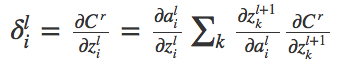 δ_i^l = ∂C^r/∂z_i^l = ∂a_i^l/∂z_i^l ∑_k ∂z_k^{l+1}/∂a_i^l ∂C^r/∂z_k^{l+1}